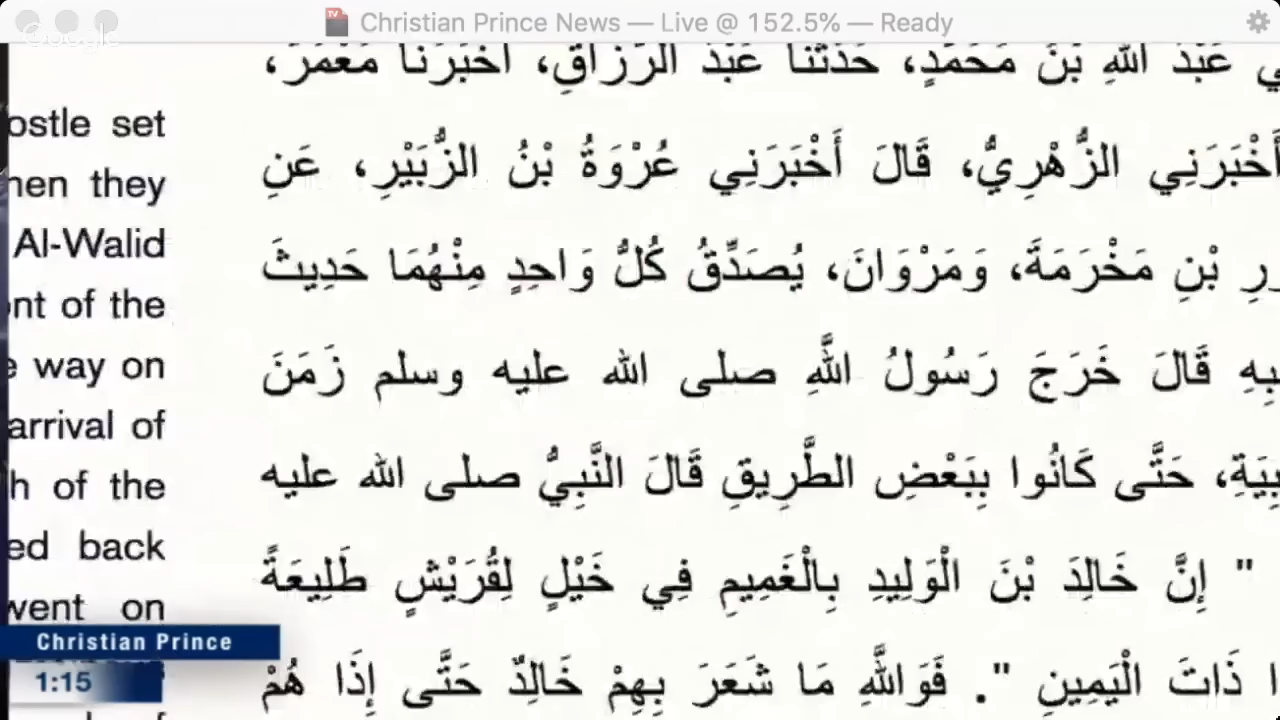 Christian Prince News — Live @ 152.5% — Ready
Google
ostle set
hen they
Al-Walid
nt of the
e way on
arrival of
h of the
ed back
went on
ي عَبْدُ اللَّهِ بْنُ مُحَمَّدٍ، حَدَّثَنَا عَبْدُ الرَّزَّاقِ، أَخْبَرَنَا مَعْمَرٌ،
أَخْبَرَنِي الزُّهْرِيُّ، قَالَ أَخْبَرَنِي عُرْوَةُ بْنُ الزُّبَيْرِ، عَنِ
رِ بْنِ مَخْرَمَةَ، وَمَرْوَانَ، يُصَدِّقُ كُلُّ وَاحِدٍ مِنْهُمَا حَدِيثَ
بِهِ قَالَ خَرَجَ رَسُولُ اللَّهِ صلى الله عليه وسلم زَمَنَ
بِيَةِ، حَتَّى كَانُوا بِبَعْضِ الطَّرِيقِ قَالَ النَّبِيُّ صلى الله عليه
" إِنَّ خَالِدَ بْنَ الْوَلِيدِ بِالْغَمِيمِ فِي خَيْلٍ لِقُرَيْشٍ طَلِيعَةً
ا ذَاتَ الْيَمِينِ ". فَوَاللَّهِ مَا شَعَرَ بِهِمْ خَالِدٌ حَتَّى إِذَا هُمْ
Christian Prince
1:15